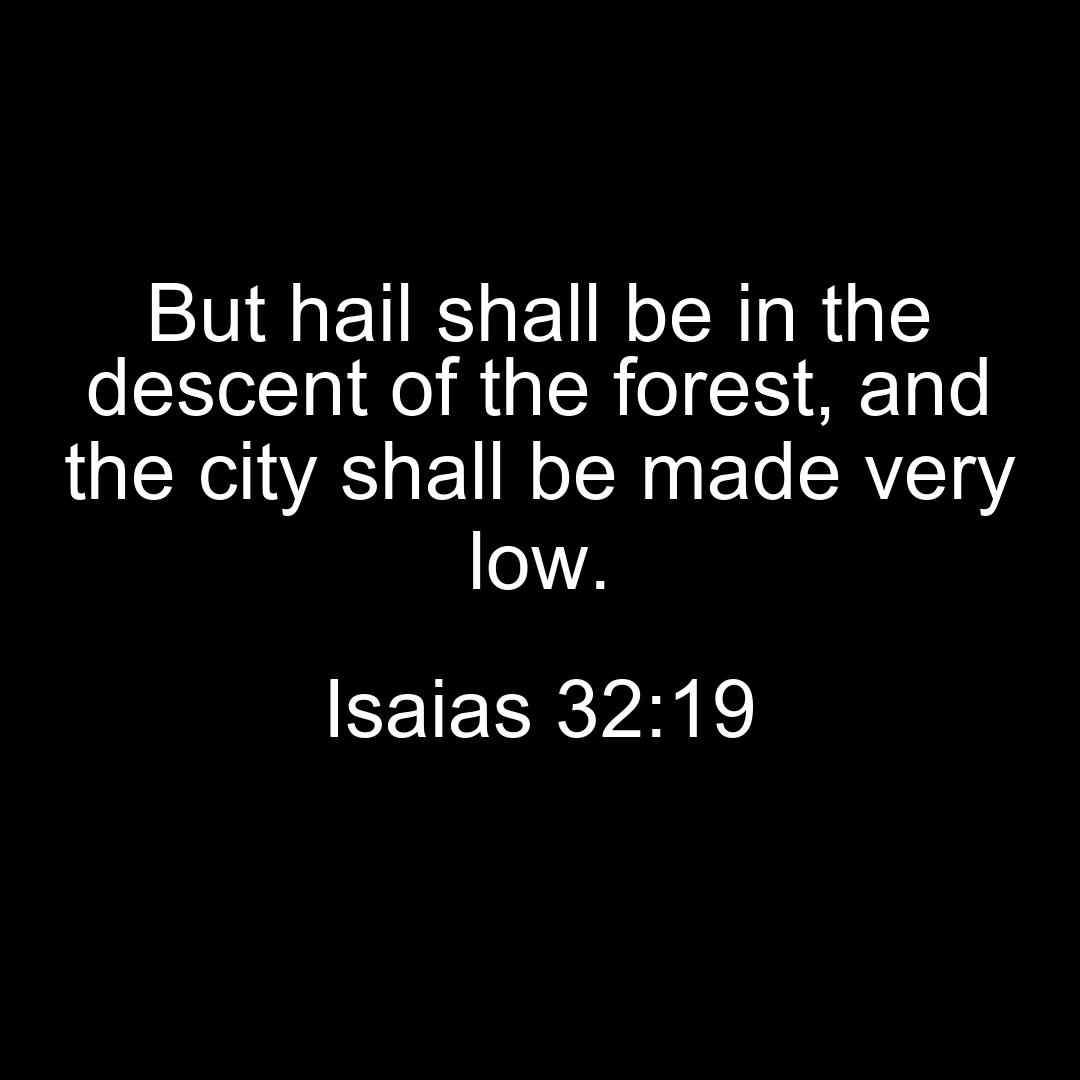 But hail shall be in the
descent of the forest, and
the city shall be made very
low.
Isaias 32:19